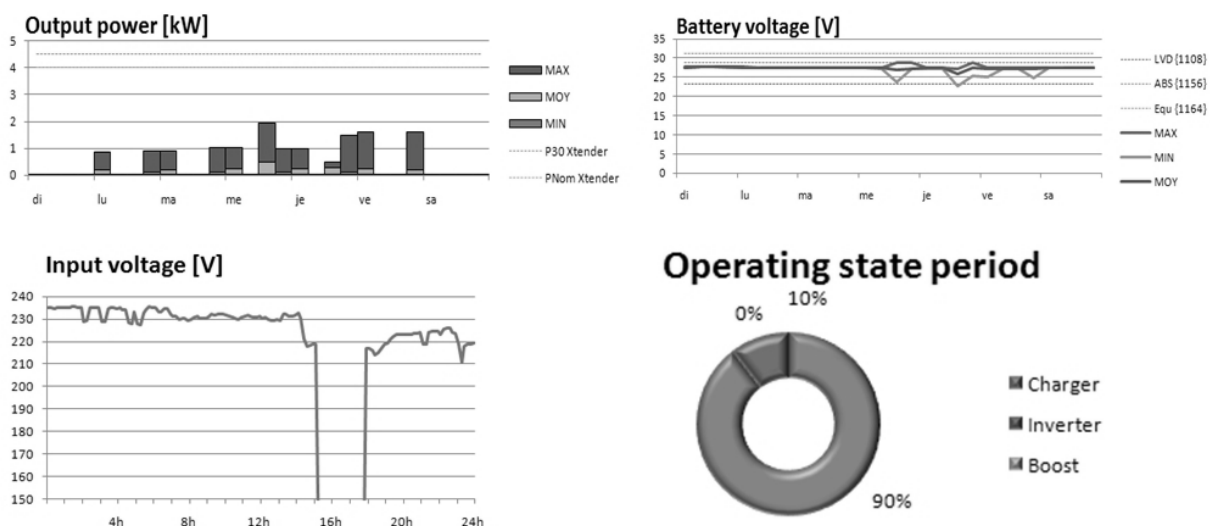 Output power [kW]
5
4
3
2
1
0
di lu ma me je ve sa
MAX
MOY
MIN
P30 Xtender
PNom Xtender
Battery voltage [V]
35
30
25
20
15
10
5
0
di lu ma me je ve sa
LVD {1108}
ABS {1156}
Equ {1164}
MAX
MIN
MOY
Input voltage [V]
240
230
220
210
200
190
180
170
160
150
4h 8h 12h 16h 20h 24h
Operating state period
0% 10%
90%
Charger
Inverter
Boost